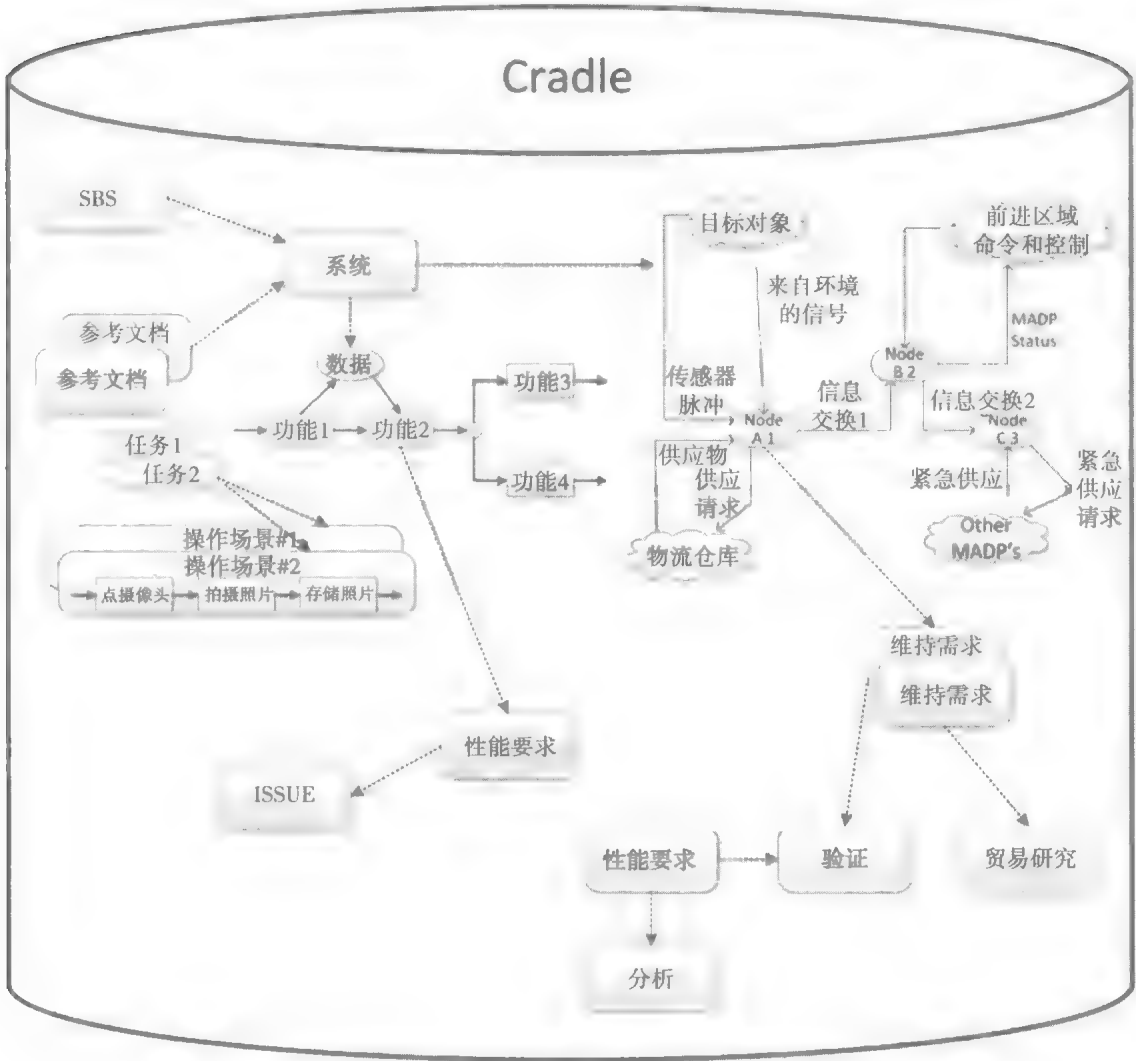 Cradle
SBS
系统
参考文档
参考文档
数据
功能1
功能2
功能3
功能4
任务1
任务2
操作场景#1
操作场景#2
点摄像头
拍摄照片
存储照片
性能要求
ISSUE
目标对象
来自环境
的信号
传感器
脉冲
Node
A 1
供应物
供应
请求
物流仓库
信息
交换1
前进区域
命令和控制
MADP
Status
Node
B 2
信息交换2
Node
C 3
紧急供应
紧急
供应
请求
Other
MADP's
维持需求
维持需求
性能要求
验证
贸易研究
分析